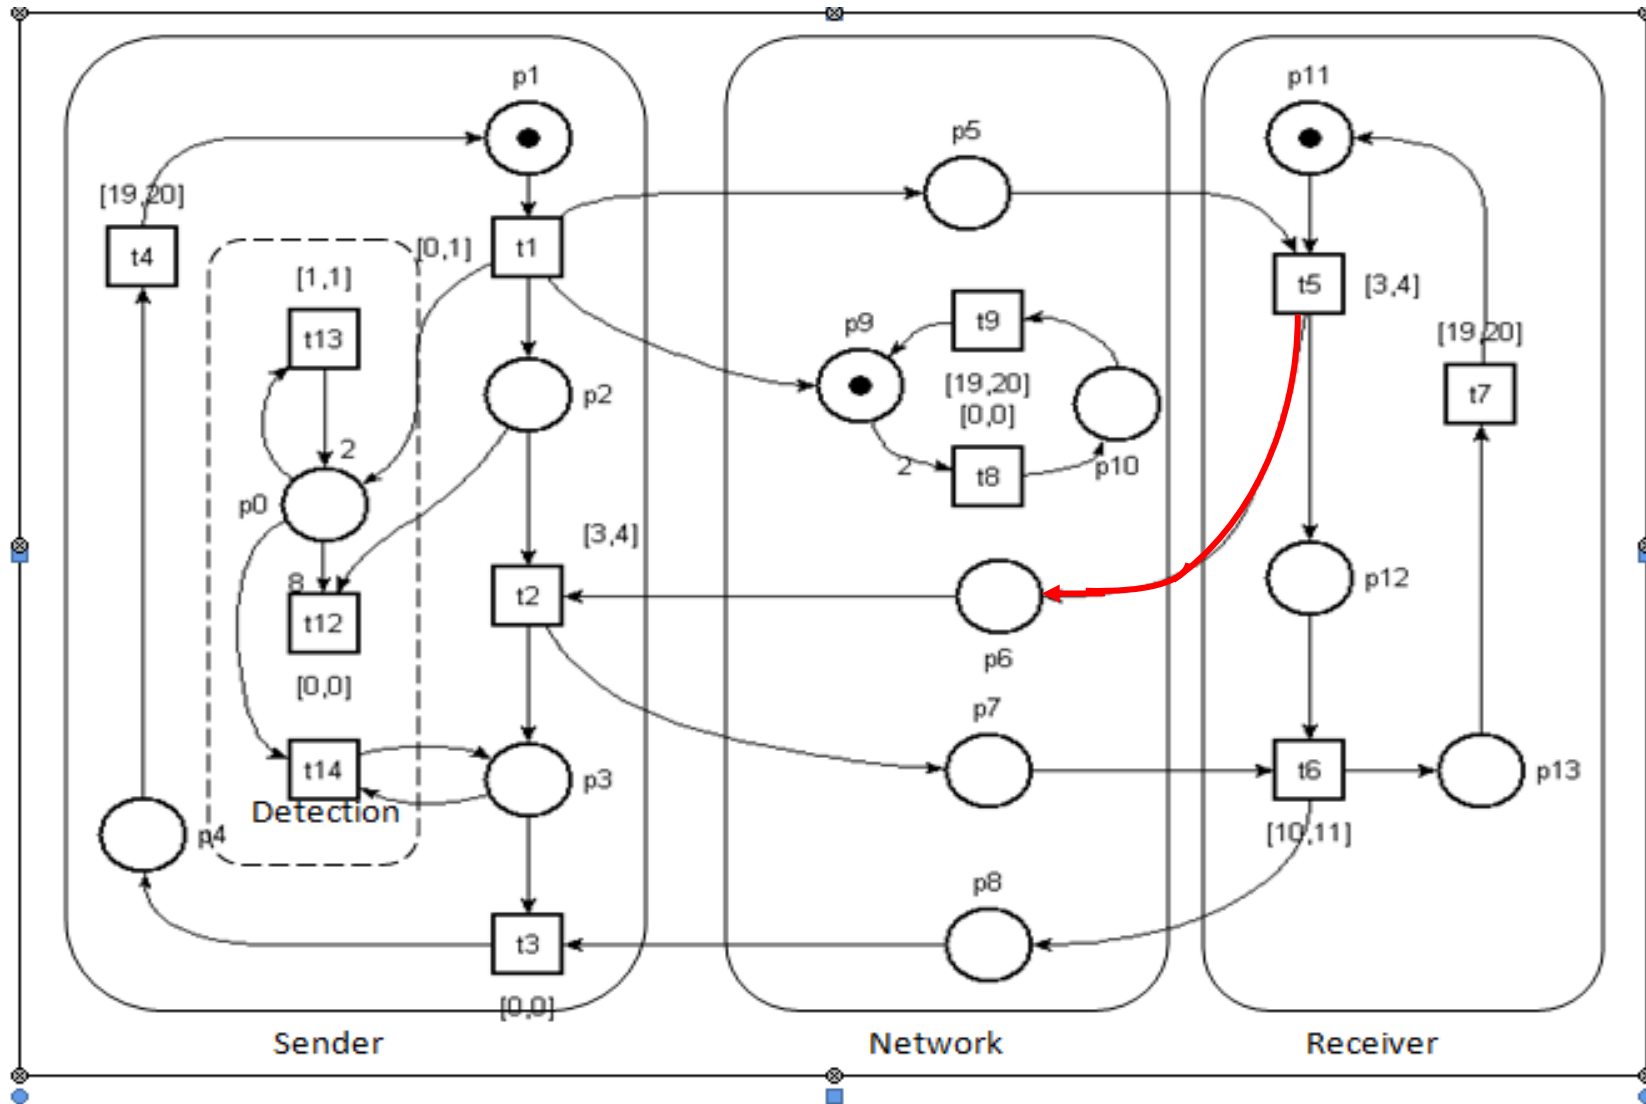 p1
p11
p5
[19,20]
t4
[0,1]
t1
[1,1]
t13
t5
[3,4]
p9
t9
[19,20]
[0,0]
[19,20]
t7
p2
2
p0
2
t8
p10
[3,4]
8
t12
t2
p12
p6
[0,0]
p7
t14
p3
t6
p13
Detection
p4
[10,11]
p8
t3
[0,0]
Sender
Network
Receiver